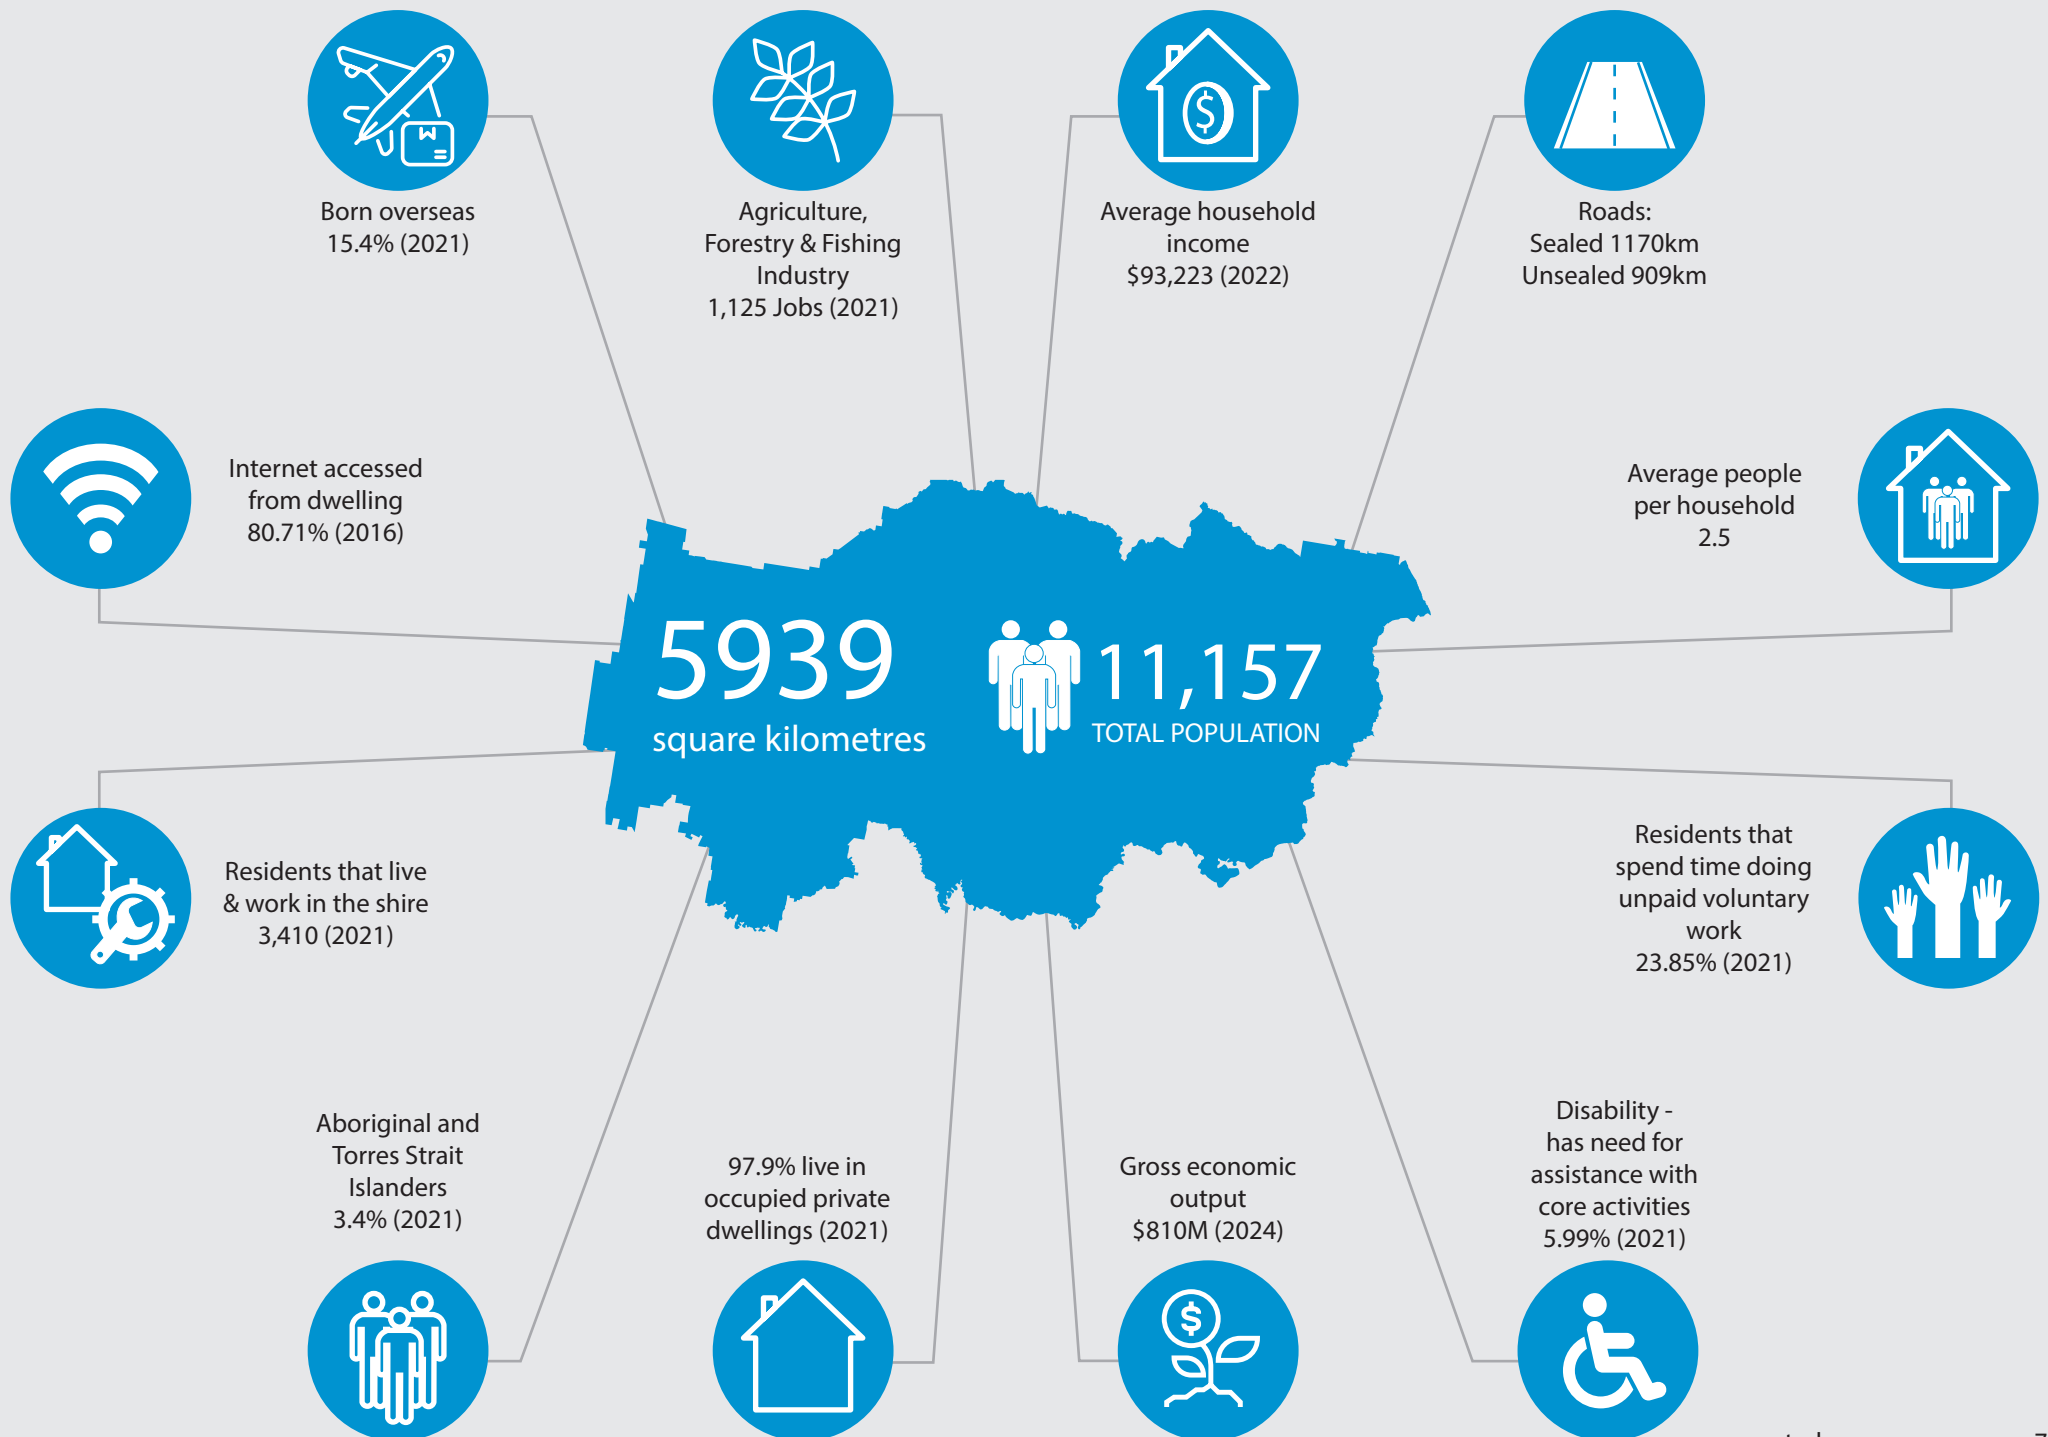 Born overseas
15.4% (2021)
Agriculture,
Forestry & Fishing
Industry
1,125 Jobs (2021)
Average household
income
$93,223 (2022)
Roads:
Sealed 1170km
Unsealed 909km
Internet accessed
from dwelling
80.71% (2016)
Average people
per household
2.5
5939
square kilometres
11,157
TOTAL POPULATION
Residents that live
& work in the shire
3,410 (2021)
Residents that
spend time doing
unpaid voluntary
work
23.85% (2021)
Aboriginal and
Torres Strait
Islanders
3.4% (2021)
97.9% live in
occupied private
dwellings (2021)
Gross economic
output
$810M (2024)
Disability -
has need for
assistance with
core activities
5.99% (2021)